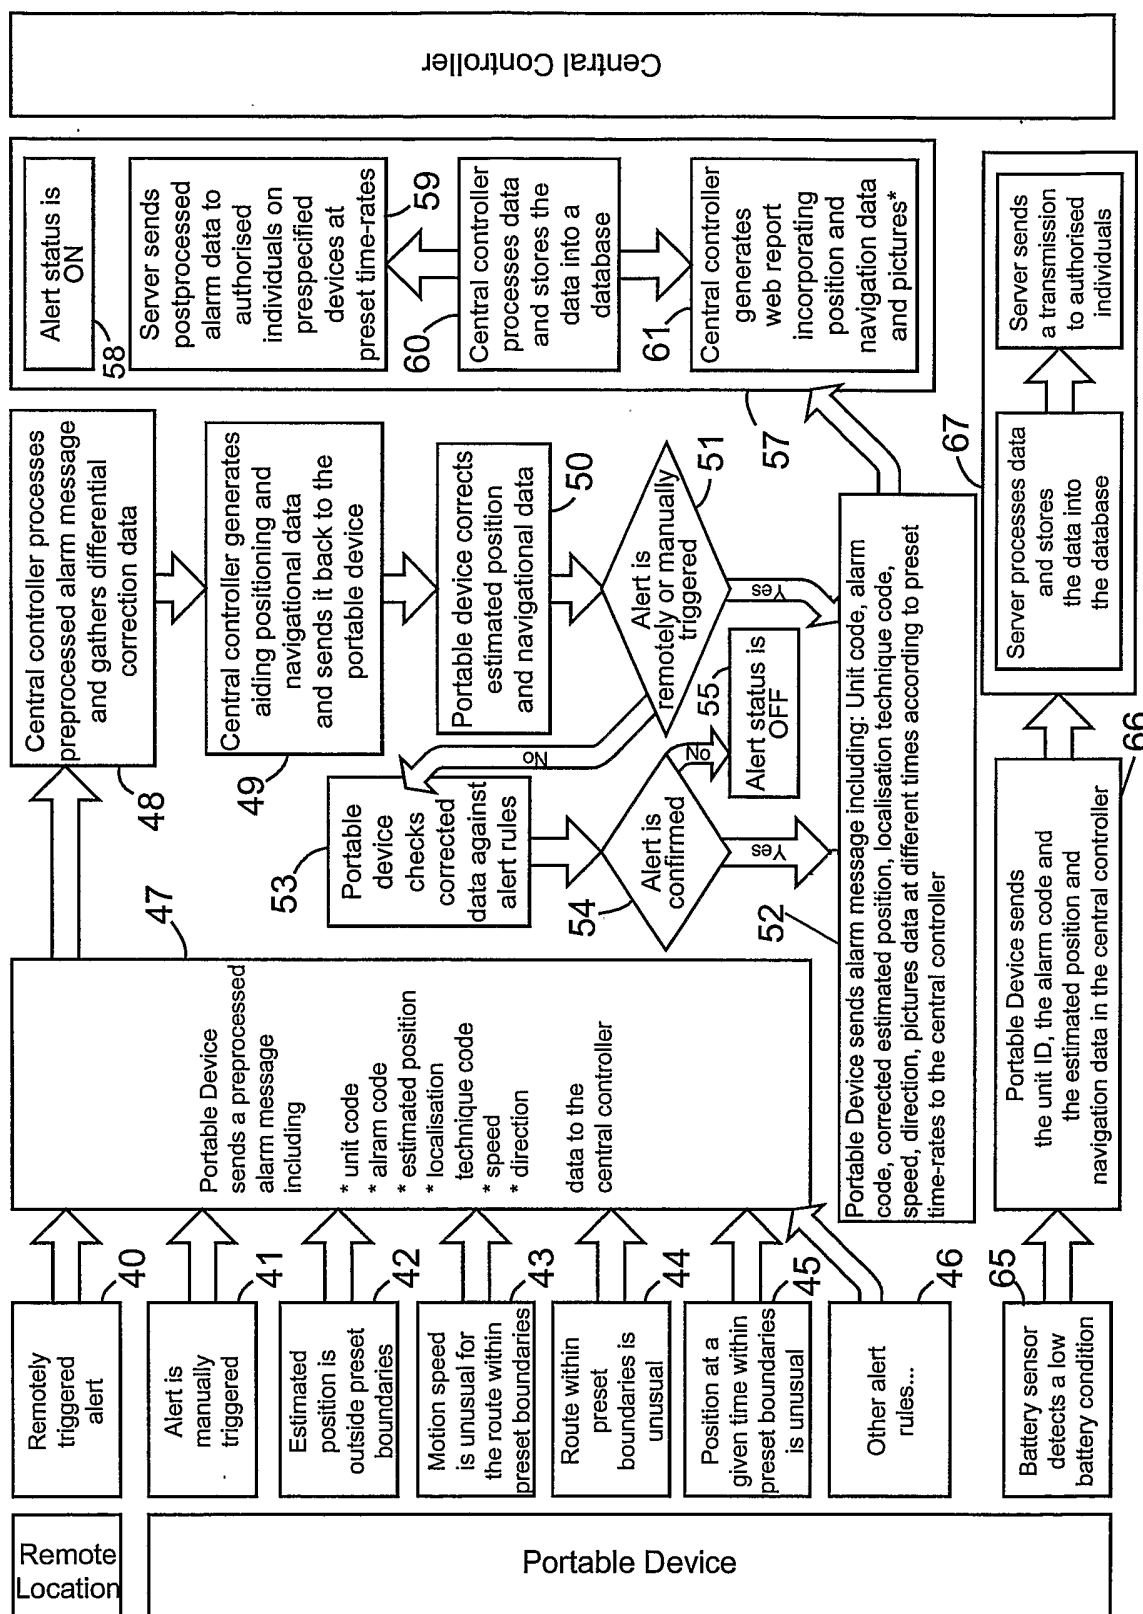 Remote
Location
Portable Device
Remotely
triggered
alert
40
Alert is
manually
triggered
41
Estimated
position is
outside preset
boundaries
42
Motion speed
is unusual for
the route within
preset boundaries
43
Route within
preset
boundaries is
unusual
44
Position at a
given time within
preset boundaries
is unusual
45
Other alert
rules...
46
Battery sensor
detects a low
battery condition
65
Portable Device
sends a preprocessed
alarm message
including
* unit code
* alram code
* estimated position
* localisation
technique code
* speed
* direction
data to the
central controller
47
Central controller processes
preprocessed alarm message
and gathers differential
correction data
48
Central controller generates
aiding positioning and
navigational data
and sends it back to the
portable device
49
Portable device corrects
estimated position
and navigational data
50
Alert is
remotely or manually
triggered
51
No
Yes
Portable
device
checks
corrected
data against
alert rules
53
Alert is
confirmed
54
No
Yes
Alert status is
OFF
55
Portable Device sends alarm message including: Unit code, alarm
code, corrected estimated position, localisation technique code,
speed, direction, pictures data at different times according to preset
time-rates to the central controller
52
57
Alert status is
ON
58
Server sends
postprocessed
alarm data to
authorised
individuals on
prespecified
devices at
preset time-rates
59
Central controller
processes data
and stores the
data into a
database
60
Central controller
generates
web report
incorporating
position and
navigation data
and pictures*
61
Portable Device sends
the unit ID, the alarm code and
the estimated position and
navigation data in the central controller
66
Server processes data
and stores
the data into
the database
67
Server sends
a transmission
to authorised
individuals
Central Controller